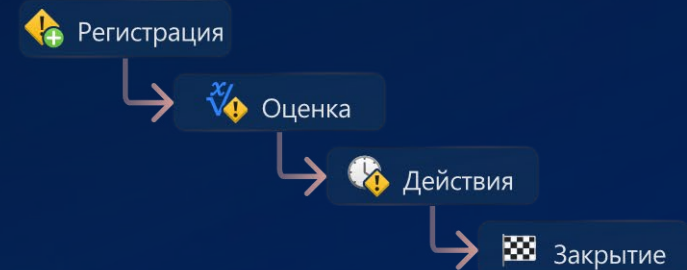 Регистрация
Оценка
Действия
Закрытие